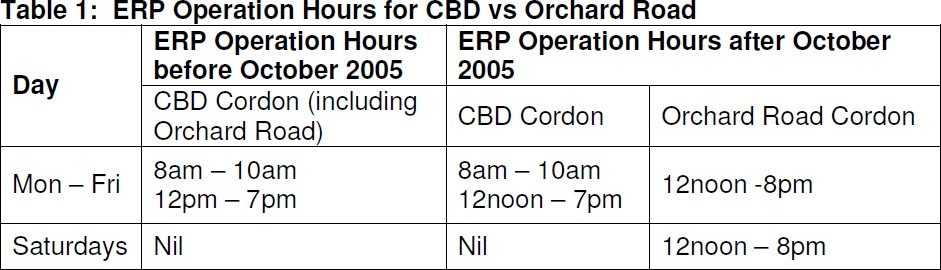 Table 1:  ERP Operation Hours for CBD vs Orchard Road
Day
ERP Operation Hours
before October 2005
ERP Operation Hours after October
2005
CBD Cordon (including
Orchard Road)
CBD Cordon
Orchard Road Cordon
Mon – Fri
8am – 10am
12pm – 7pm
8am – 10am
12noon – 7pm
12noon -8pm
Saturdays
Nil
Nil
12noon – 8pm